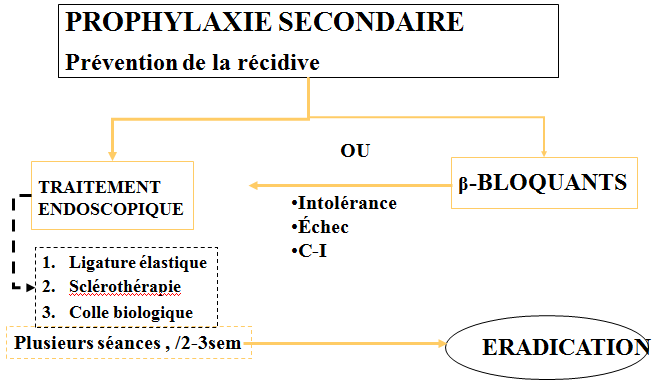 PROPHYLAXIE SECONDAIRE
Prévention de la récidive
OU
TRAITEMENT
ENDOSCOPIQUE
β-BLOQUANTS
•Intolérance
•Échec
•C-I
1. Ligature élastique
2. Sclérothérapie
3. Colle biologique
Plusieurs séances , /2-3sem
ERADICATION